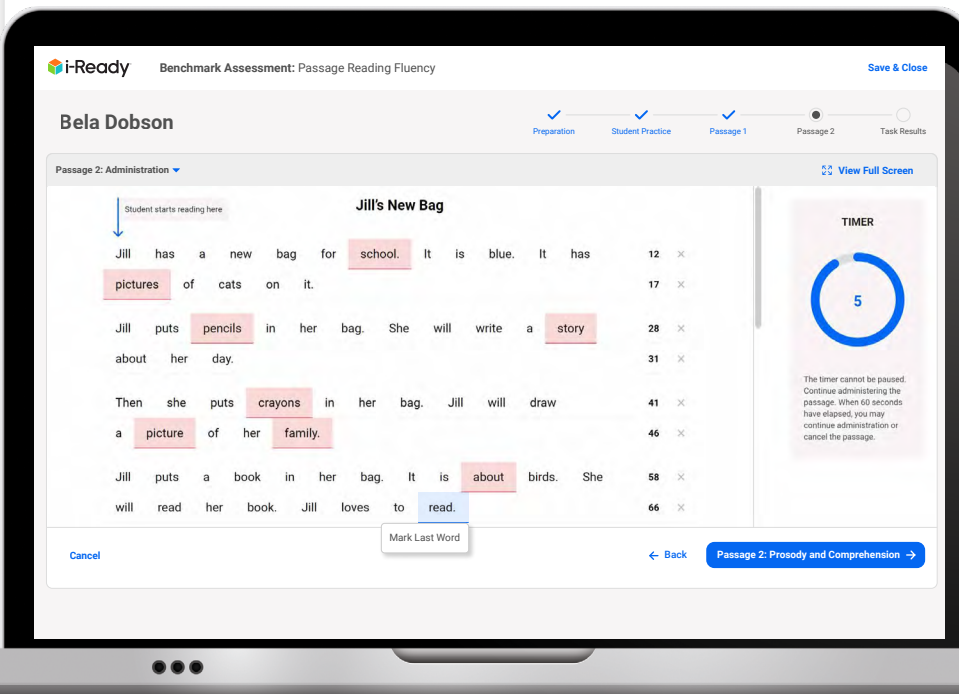 i-Ready
Benchmark Assessment: Passage Reading Fluency
Save & Close
Bela Dobson
Preparation
Student Practice
Passage 1
Passage 2
Task Results
Passage 2: Administration
View Full Screen
Student starts reading here
Jill's New Bag
Jill has a new bag for school. It is blue. It has 12 ×
pictures of cats on it. 17 ×
Jill puts pencils in her bag. She will write a story 28 ×
about her day. 31 ×
Then she puts crayons in her bag. Jill will draw 41 ×
a picture of her family. 46 ×
Jill puts a book in her bag. It is about birds. She 58 ×
will read her book. Jill loves to read. 66 ×
Mark Last Word
TIMER
5
The timer cannot be paused.
Continue administering the
passage. When 60 seconds
have elapsed, you may
continue administration or
cancel the passage.
Cancel
← Back
Passage 2: Prosody and Comprehension →